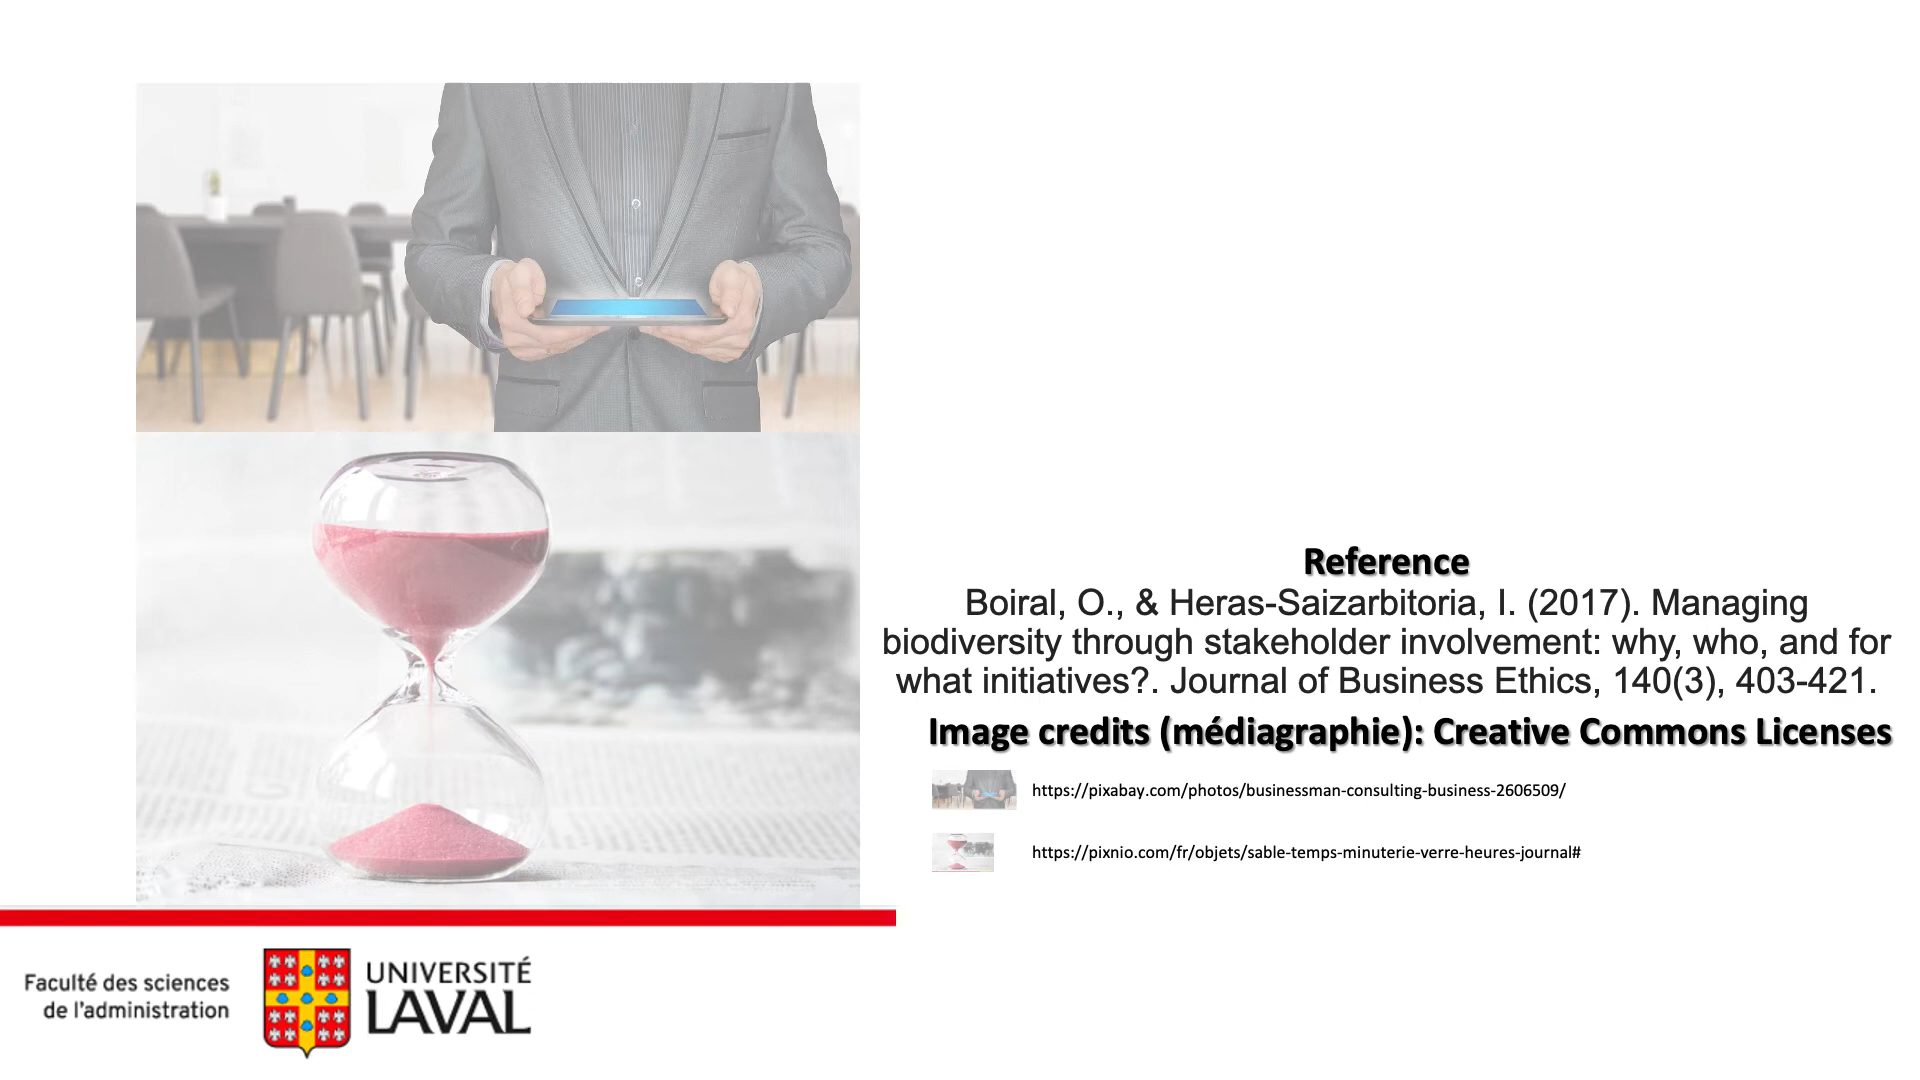 Reference
Boiral, O., & Heras-Saizarbitoria, I. (2017). Managing
biodiversity through stakeholder involvement: why, who, and for
what initiatives?. Journal of Business Ethics, 140(3), 403-421.
Image credits (médiagraphie): Creative Commons Licenses
https://pixabay.com/photos/businessman-consulting-business-2606509/
https://pixnio.com/fr/objets/sable-temps-minuterie-verre-heures-journal#
Faculté des sciences
de l'administration
UNIVERSITÉ
LAVAL